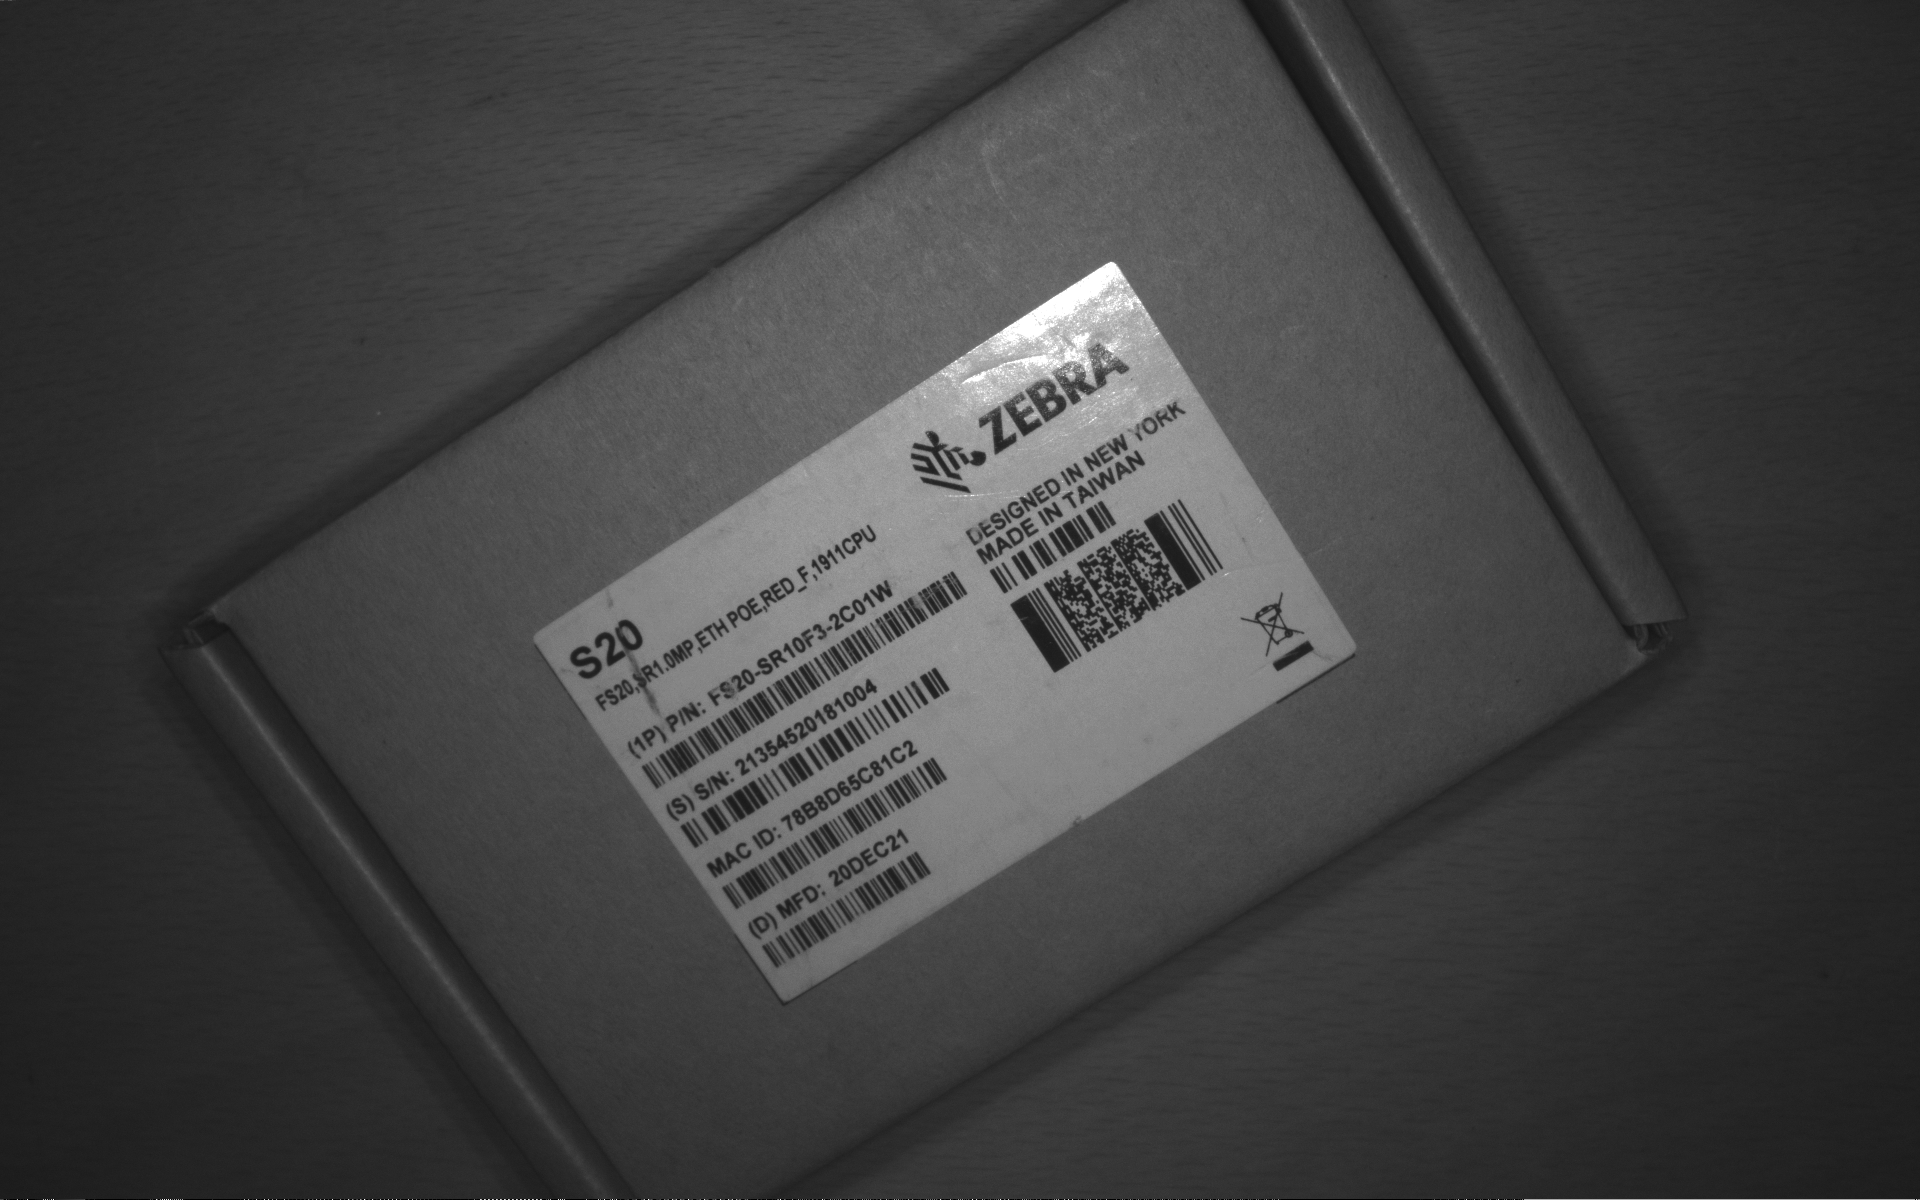 ZEBRA
DESIGNED IN NEW YORK
MADE IN TAIWAN
S20
FS20,SR1.0MP,ETH POE,RED_F,1911CPU
(1P) P/N: FS20-SR10F3-2C01W
(S) S/N: 21354520181004
MAC ID: 78B8D65C81C2
(D) MFD: 20DEC21